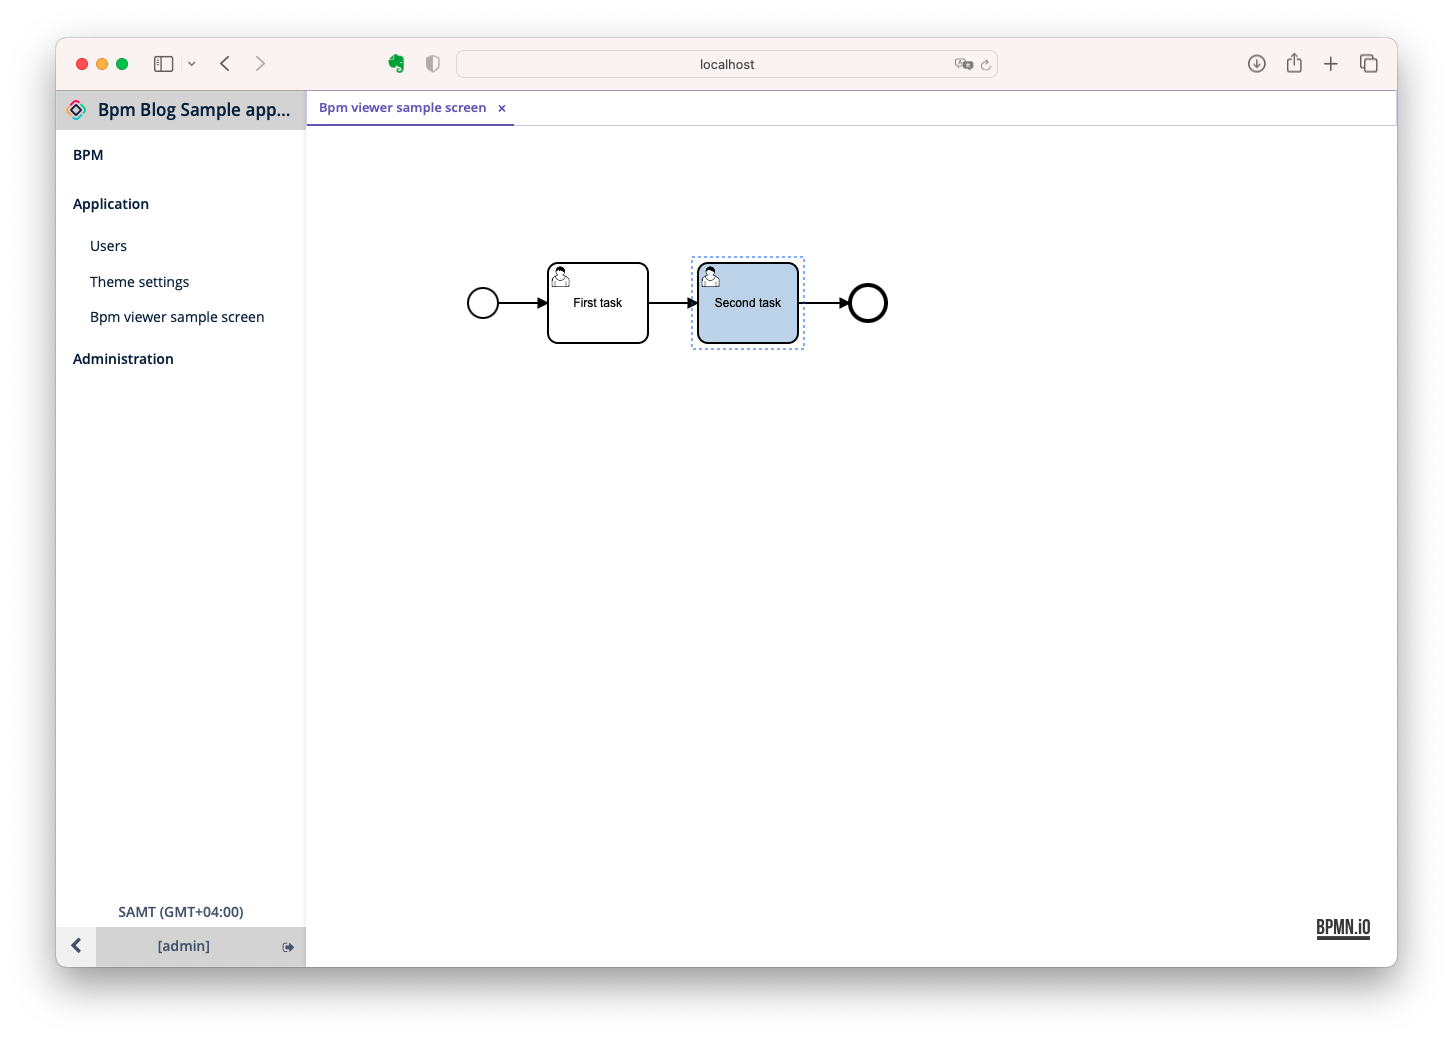 localhost
Bpm Blog Sample app...
Bpm viewer sample screen ×
BPM
Application
Users
Theme settings
Bpm viewer sample screen
Administration
First task
Second task
SAMT (GMT+04:00)
[admin]
BPMN.iO